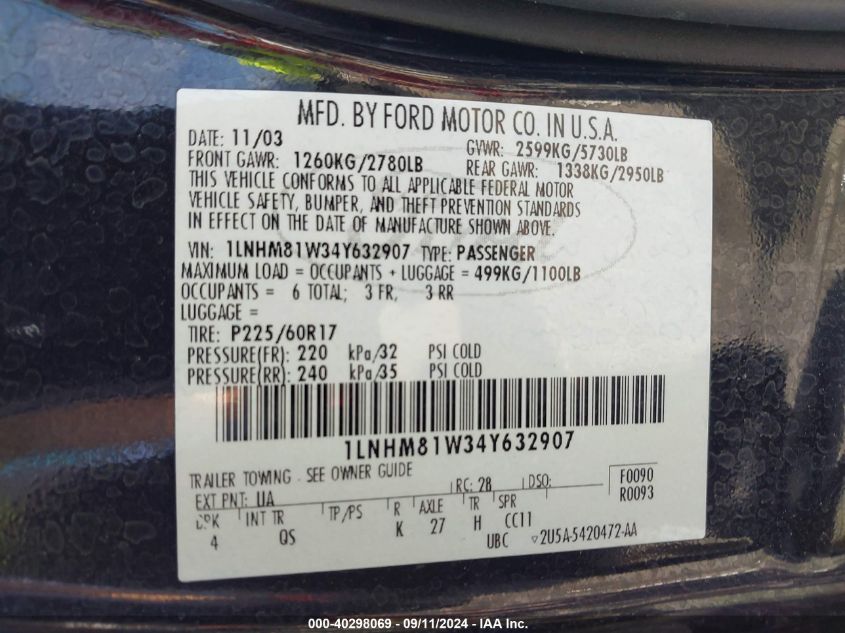 MFD. BY FORD MOTOR CO. IN U.S.A.
DATE: 11/03 GVWR: 2599KG/5730LB
FRONT GAWR: 1260KG/2780LB REAR GAWR: 1338KG/2950LB
THIS VEHICLE CONFORMS TO ALL APPLICABLE FEDERAL MOTOR
VEHICLE SAFETY, BUMPER, AND THEFT PREVENTION STANDARDS
IN EFFECT ON THE DATE OF MANUFACTURE SHOWN ABOVE.
VIN: 1LNHM81W34Y632907 TYPE: PASSENGER
MAXIMUM LOAD = OCCUPANTS + LUGGAGE = 499KG/1100LB
OCCUPANTS = 6 TOTAL; 3 FR, 3 RR
LUGGAGE =
TIRE: P225/60R17
PRESSURE(FR): 220 kPa/32 PSI COLD
PRESSURE(RR): 240 kPa/35 PSI COLD
1LNHM81W34Y632907
TRAILER TOWING - SEE OWNER GUIDE
EXT PNT: UA RC: 28 DSO: F0090
R0093
INT TR TP/PS R AXLE TR SPR
4 QS K 27 H CC11
UBC 2U5A-5420472-AA
000-40298069 - 09/11/2024 - IAA Inc.